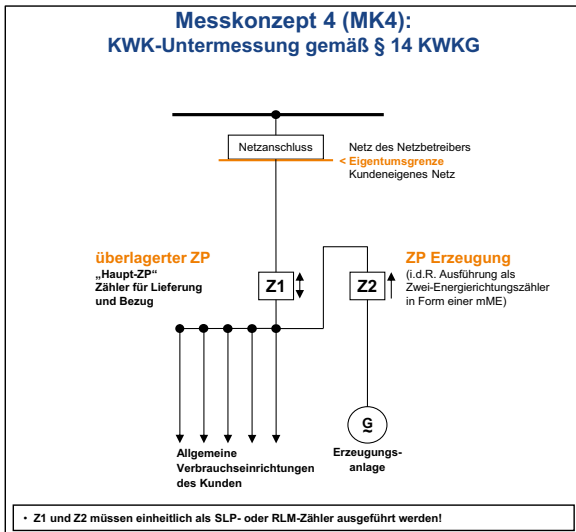 Messkonzept 4 (MK4):
KWK-Untermessung gemäß § 14 KWKG
Netzanschluss
Netz des Netzbetreibers
< Eigentumsgrenze
Kundeneigenes Netz
überlagerter ZP
„Haupt-ZP"
Zähler für Lieferung
und Bezug
Z1
Z2
ZP Erzeugung
(i.d.R. Ausführung als
Zwei-Energierichtungszähler
in Form einer mME)
G
~
Allgemeine
Verbrauchseinrichtungen
des Kunden
Erzeugungs-
anlage
• Z1 und Z2 müssen einheitlich als SLP- oder RLM-Zähler ausgeführt werden!